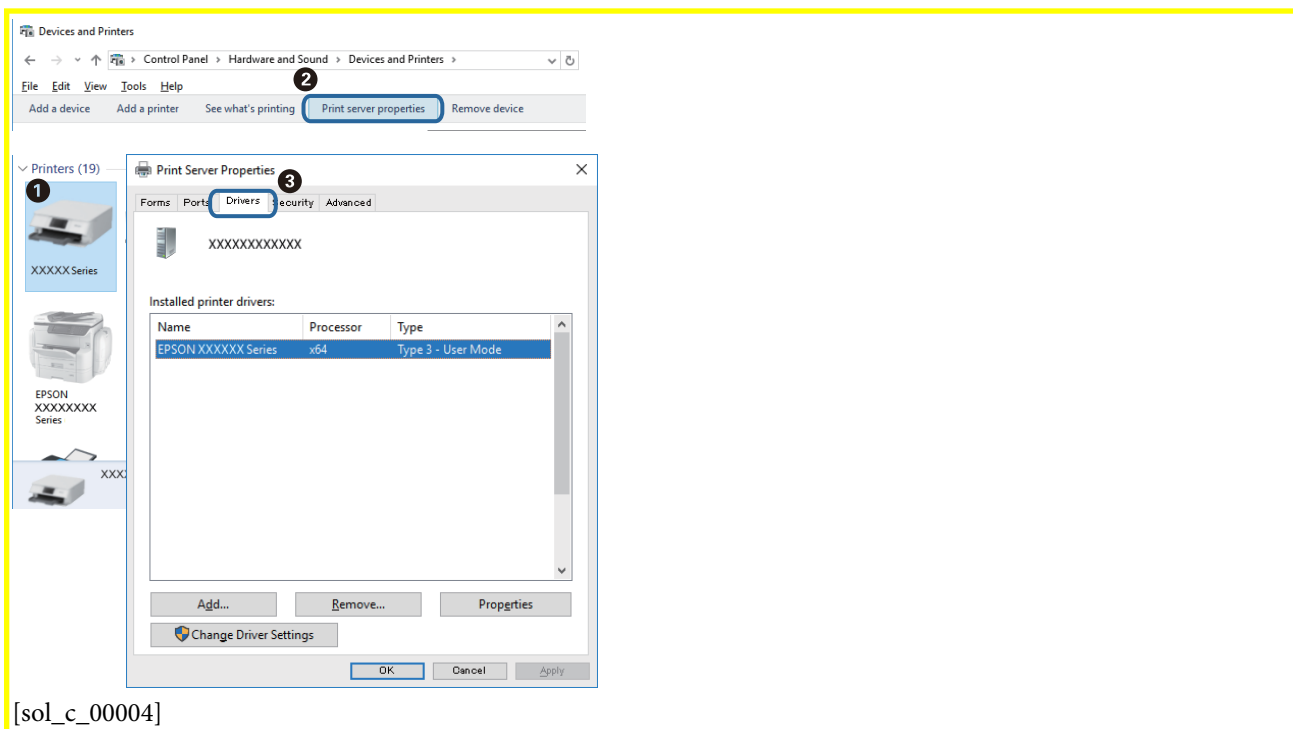 Devices and Printers
Control Panel > Hardware and Sound > Devices and Printers >
File Edit View Tools Help
2
Add a device Add a printer See what's printing Print server properties Remove device
Printers (19)
1
XXXXX Series
EPSON
XXXXXXXX
Series
XXX
Print Server Properties
3
Forms Ports Drivers Security Advanced
XXXXXXXXXXXX
Installed printer drivers:
Name Processor Type
EPSON XXXXXX Series x64 Type 3 - User Mode
Add... Remove... Properties
Change Driver Settings
OK Cancel Apply
[sol_c_00004]